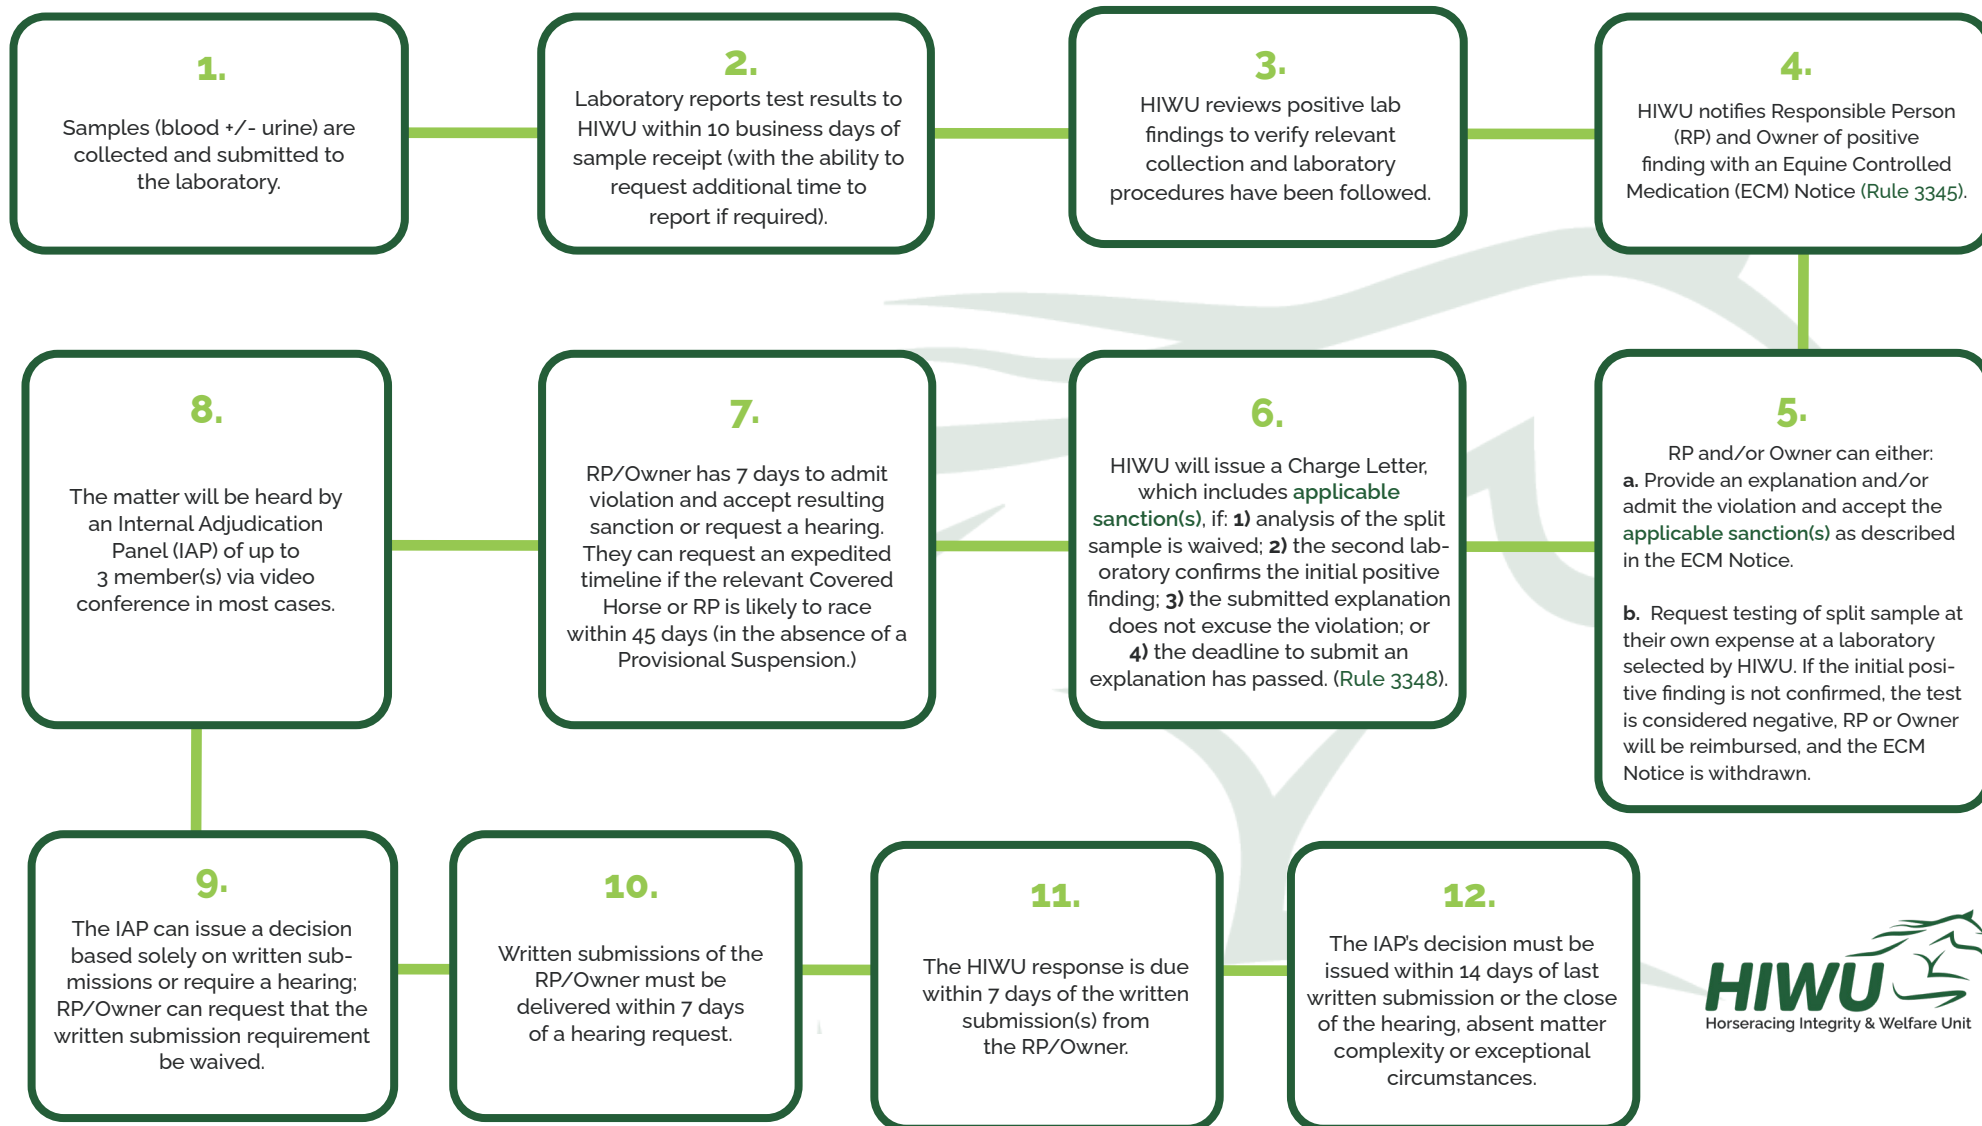 1.
Samples (blood +/- urine) are
collected and submitted to
the laboratory.
2.
Laboratory reports test results to
HIWU within 10 business days of
sample receipt (with the ability to
request additional time to
report if required).
3.
HIWU reviews positive lab
findings to verify relevant
collection and laboratory
procedures have been followed.
4.
HIWU notifies Responsible Person
(RP) and Owner of positive
finding with an Equine Controlled
Medication (ECM) Notice (Rule 3345).
5.
RP and/or Owner can either:
a. Provide an explanation and/or
admit the violation and accept the
applicable sanction(s) as described
in the ECM Notice.
b. Request testing of split sample at
their own expense at a laboratory
selected by HIWU. If the initial posi-
tive finding is not confirmed, the test
is considered negative, RP or Owner
will be reimbursed, and the ECM
Notice is withdrawn.
6.
HIWU will issue a Charge Letter,
which includes applicable
sanction(s), if: 1) analysis of the split
sample is waived; 2) the second lab-
oratory confirms the initial positive
finding; 3) the submitted explanation
does not excuse the violation; or
4) the deadline to submit an
explanation has passed. (Rule 3348).
7.
RP/Owner has 7 days to admit
violation and accept resulting
sanction or request a hearing.
They can request an expedited
timeline if the relevant Covered
Horse or RP is likely to race
within 45 days (in the absence of a
Provisional Suspension.)
8.
The matter will be heard by
an Internal Adjudication
Panel (IAP) of up to
3 member(s) via video
conference in most cases.
9.
The IAP can issue a decision
based solely on written sub-
missions or require a hearing;
RP/Owner can request that the
written submission requirement
be waived.
10.
Written submissions of the
RP/Owner must be
delivered within 7 days
of a hearing request.
11.
The HIWU response is due
within 7 days of the written
submission(s) from
the RP/Owner.
12.
The IAP's decision must be
issued within 14 days of last
written submission or the close
of the hearing, absent matter
complexity or exceptional
circumstances.
HIWU
Horseracing Integrity & Welfare Unit